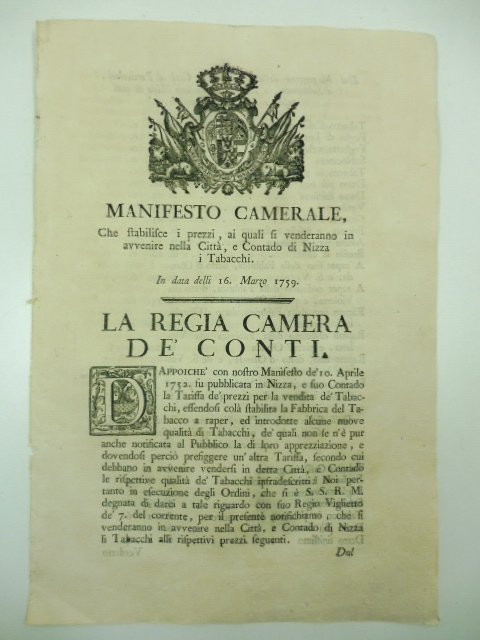 MANIFESTO CAMERALE,
Che stabilisce i prezzi, ai quali si venderanno in
avvenire nella Città, e Contado di Nizza
i Tabacchi.
In data delli 16. Marzo 1759.
LA REGIA CAMERA
DE' CONTI.
DAPPOICHE' con nostro Manifesto de' 10. Aprile
1752. fu pubblicata in Nizza, e suo Contado
la Tariffa de' prezzi per la vendita de' Tabac-
chi, essendosi colà stabilita la Fabbrica del Ta-
bacco a raper, ed introdotte alcune nuove
qualità di Tabacchi, de' quali non se n'è pur
anche notificata al Pubblico la di loro apprezziazione, e
dovendosi perciò prefiggere un' altra Tariffa, secondo cui
debbano in avvenire vendersi in detta Città, e Contado
le rispettive qualità de' Tabacchi infradescritti: Noi per-
tanto in esecuzione degli Ordini, che si è S. S. R. M.
degnata di darci a tale riguardo con suo Regio Viglietto
de' 7. del corrente, per il presente notifichiamo, che si
venderanno in avvenire nella Città, e Contado di Nizza
li Tabacchi alli rispettivi prezzi seguenti.
Dal